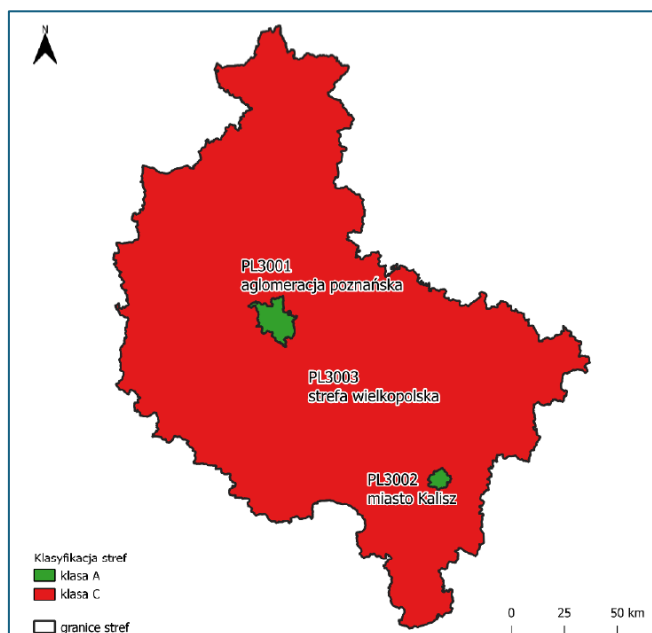 N
PL3001
aglomeracja poznańska
PL3003
strefa wielkopolska
PL3002
miasto Kalisz
Klasyfikacja stref
klasa A
klasa C
granice stref
0 25 50 km